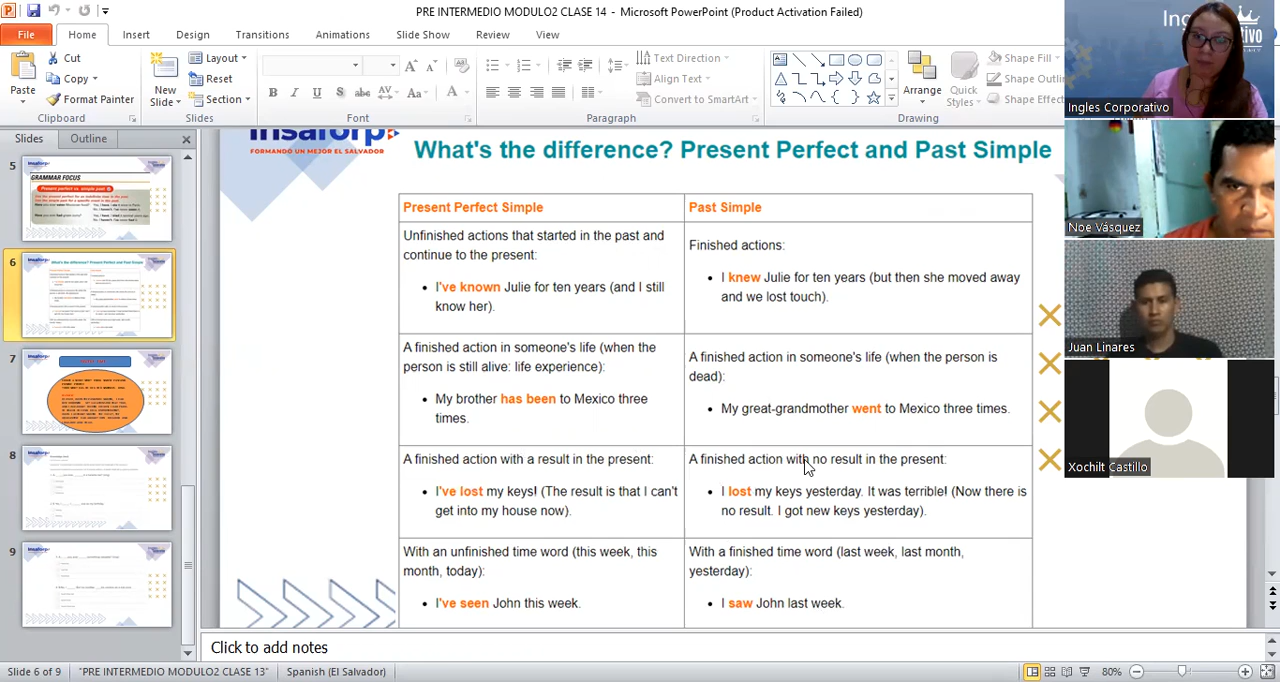 PRE INTERMEDIO MODULO2 CLASE 14 - Microsoft PowerPoint (Product Activation Failed)
File Home Insert Design Transitions Animations Slide Show Review View
Paste
Cut
Copy
Format Painter
Clipboard
New Slide
Layout
Reset
Section
Slides
B I U S abc AV Aa A
Font
Text Direction
Align Text
Convert to SmartArt
Paragraph
Arrange
Quick Styles
Shape Fill
Shape Outlin
Shape Effect
Drawing
Ingles Corporativo
Noe Vásquez
Juan Linares
Xochilt Castillo
Slides Outline
5
GRAMMAR FOCUS
6
7
8
9
Insaforp
FORMANDO UN MEJOR EL SALVADOR
What's the difference? Present Perfect and Past Simple
Present Perfect Simple
Past Simple
Unfinished actions that started in the past and
continue to the present:
I've known Julie for ten years (and I still
know her).
Finished actions:
I knew Julie for ten years (but then she moved away
and we lost touch).
A finished action in someone's life (when the
person is still alive: life experience):
My brother has been to Mexico three
times.
A finished action in someone's life (when the person is
dead):
My great-grandmother went to Mexico three times.
A finished action with a result in the present:
I've lost my keys! (The result is that I can't
get into my house now).
A finished action with no result in the present:
I lost my keys yesterday. It was terrible! (Now there is
no result. I got new keys yesterday).
With an unfinished time word (this week, this
month, today):
I've seen John this week.
With a finished time word (last week, last month,
yesterday):
I saw John last week.
Click to add notes
Slide 6 of 9
"PRE INTERMEDIO MODULO2 CLASE 13"
Spanish (El Salvador)
80%